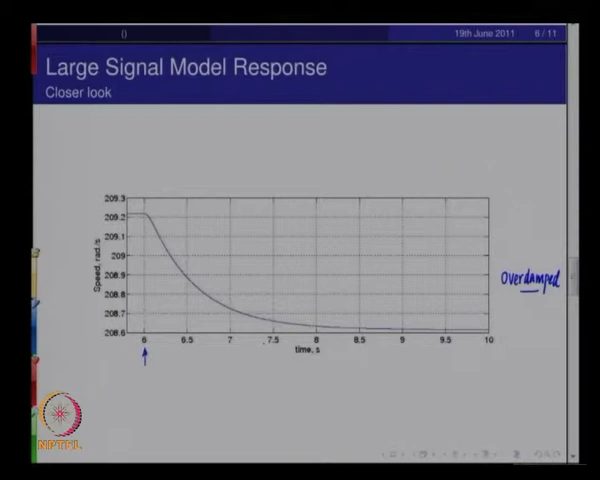 ()
19th June 2011 6 / 11
Large Signal Model Response
Closer look
Speed, rad./s
209.3
209.2
209.1
209
208.9
208.8
208.7
208.6
6 6.5 7 7.5 8 8.5 9 9.5 10
time, s
Overdamped
NPTEL